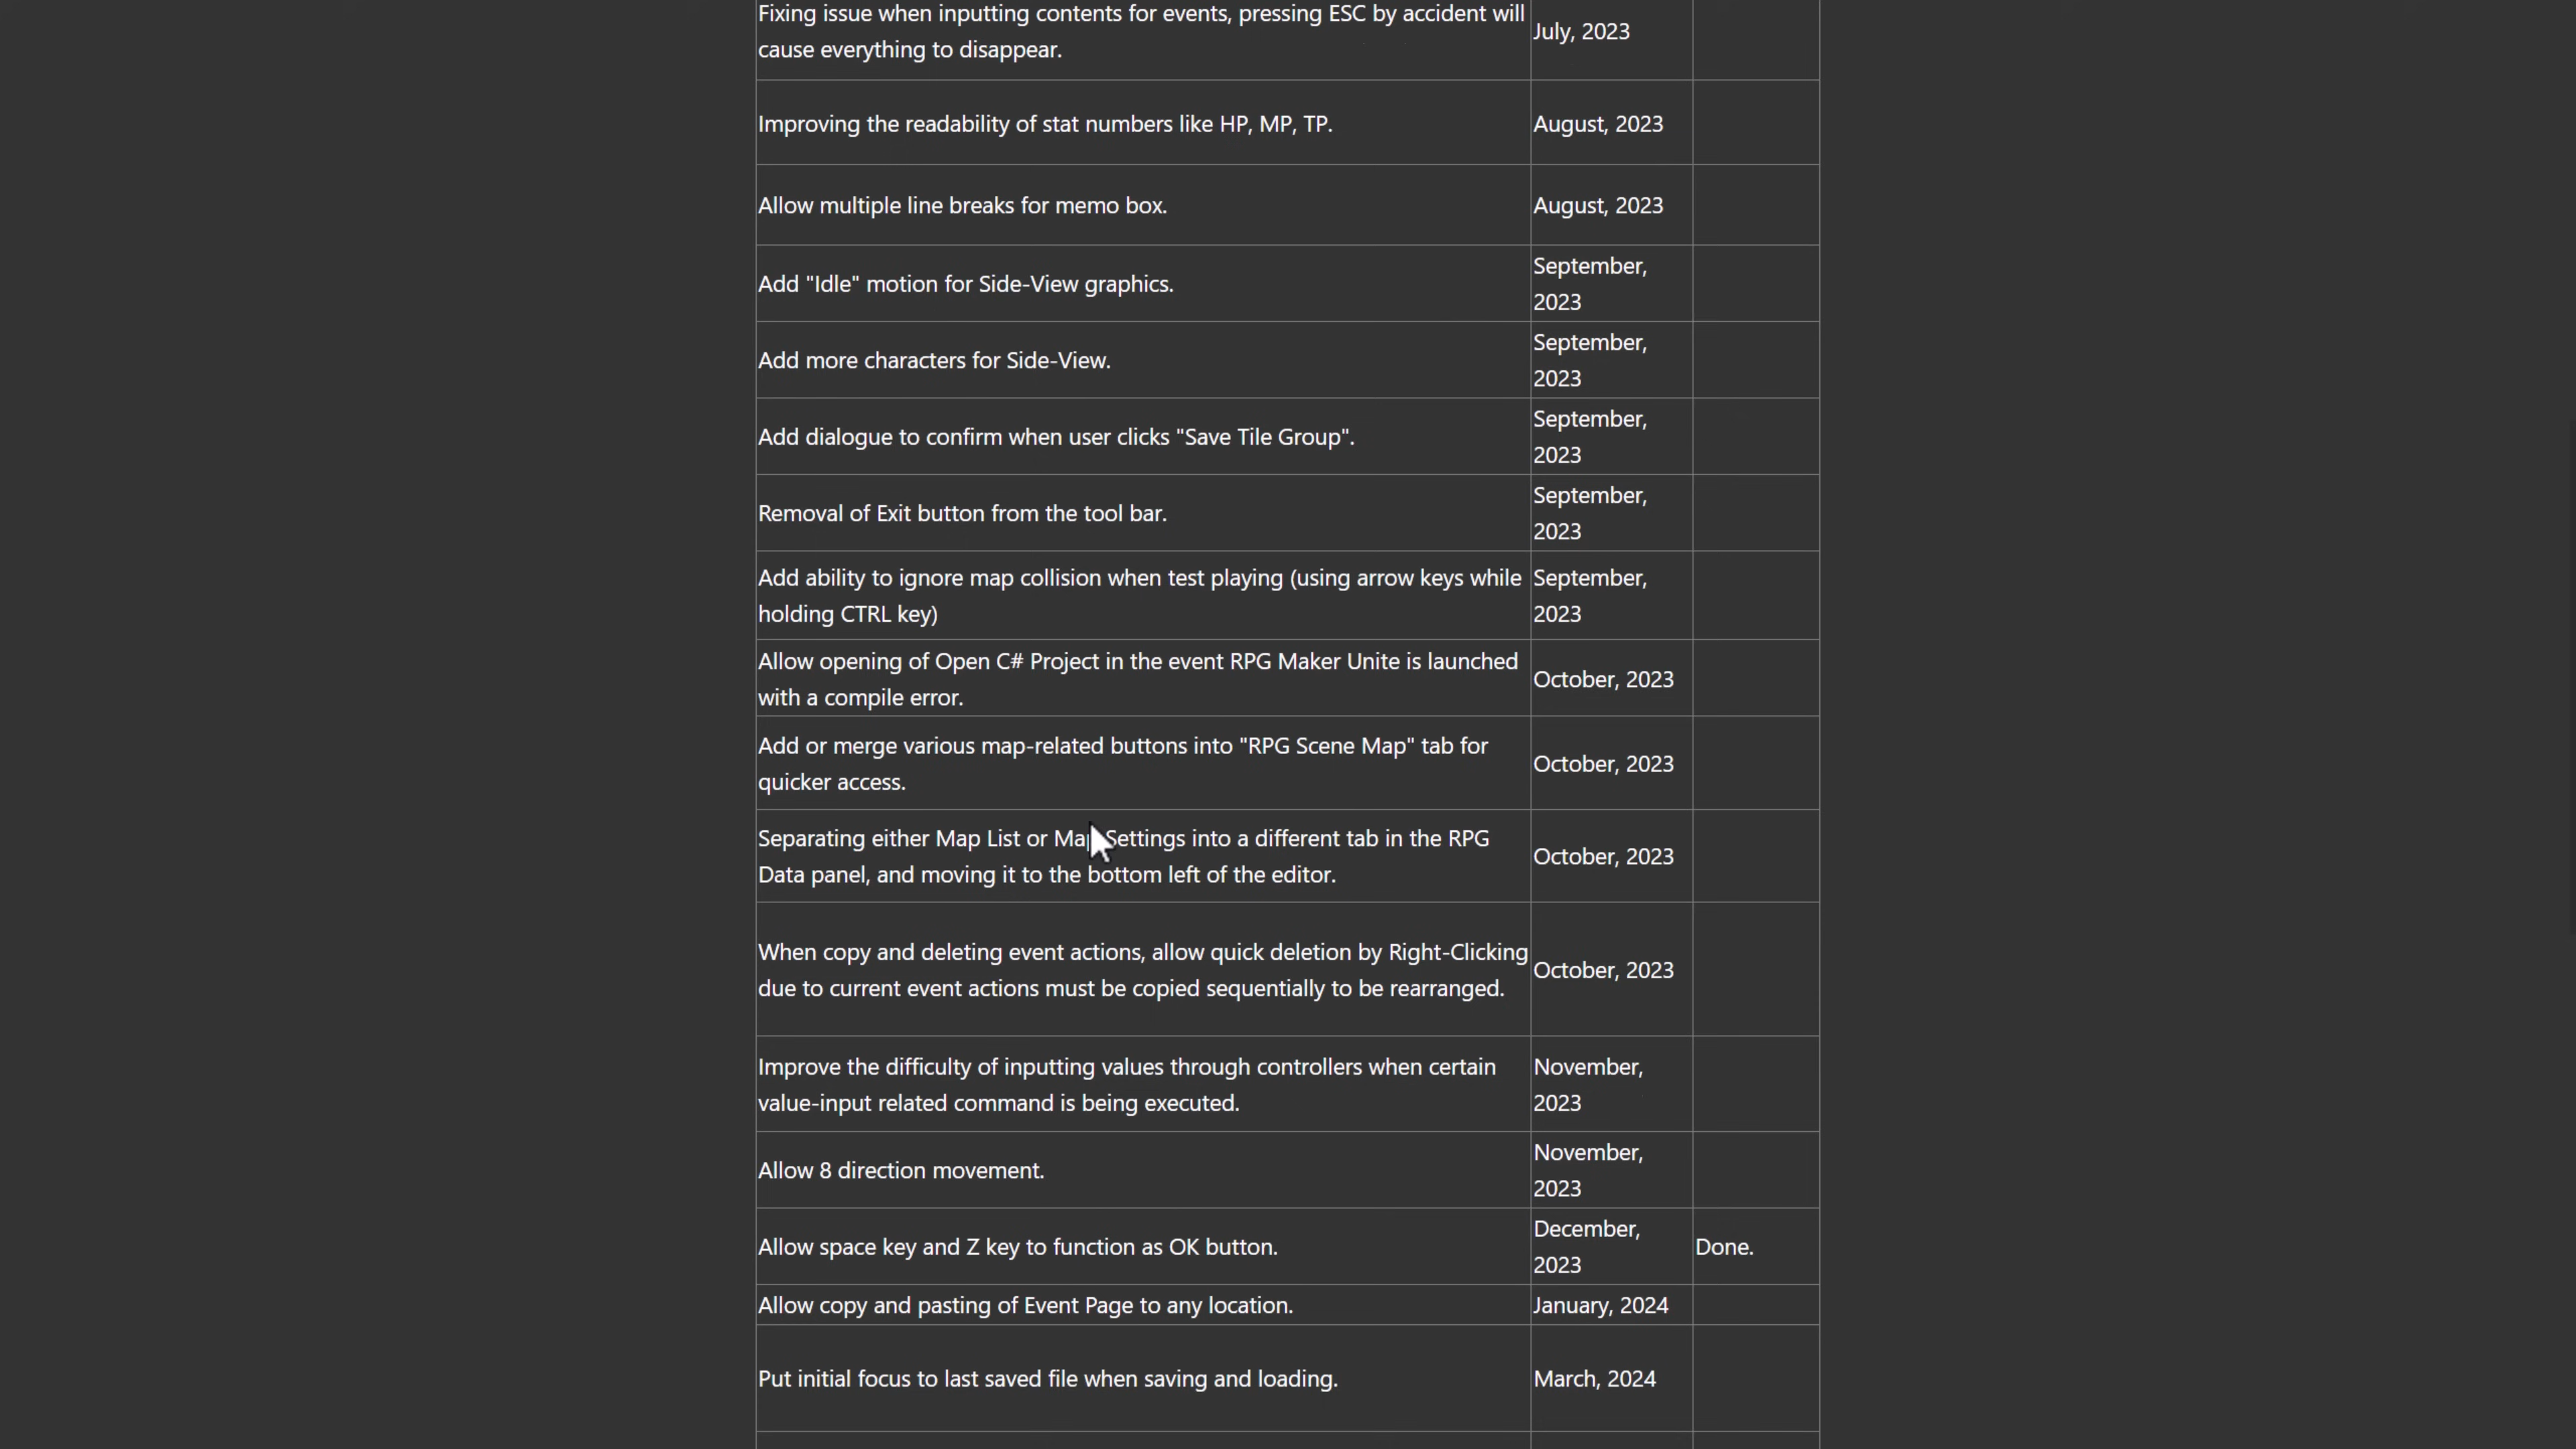 Fixing issue when inputting contents for events, pressing ESC by accident will
cause everything to disappear.
July, 2023
Improving the readability of stat numbers like HP, MP, TP.
August, 2023
Allow multiple line breaks for memo box.
August, 2023
Add "Idle" motion for Side-View graphics.
September,
2023
Add more characters for Side-View.
September,
2023
Add dialogue to confirm when user clicks "Save Tile Group".
September,
2023
Removal of Exit button from the tool bar.
September,
2023
Add ability to ignore map collision when test playing (using arrow keys while
holding CTRL key)
September,
2023
Allow opening of Open C# Project in the event RPG Maker Unite is launched
with a compile error.
October, 2023
Add or merge various map-related buttons into "RPG Scene Map" tab for
quicker access.
October, 2023
Separating either Map List or Map Settings into a different tab in the RPG
Data panel, and moving it to the bottom left of the editor.
October, 2023
When copy and deleting event actions, allow quick deletion by Right-Clicking
due to current event actions must be copied sequentially to be rearranged.
October, 2023
Improve the difficulty of inputting values through controllers when certain
value-input related command is being executed.
November,
2023
Allow 8 direction movement.
November,
2023
Allow space key and Z key to function as OK button.
December,
2023
Done.
Allow copy and pasting of Event Page to any location.
January, 2024
Put initial focus to last saved file when saving and loading.
March, 2024